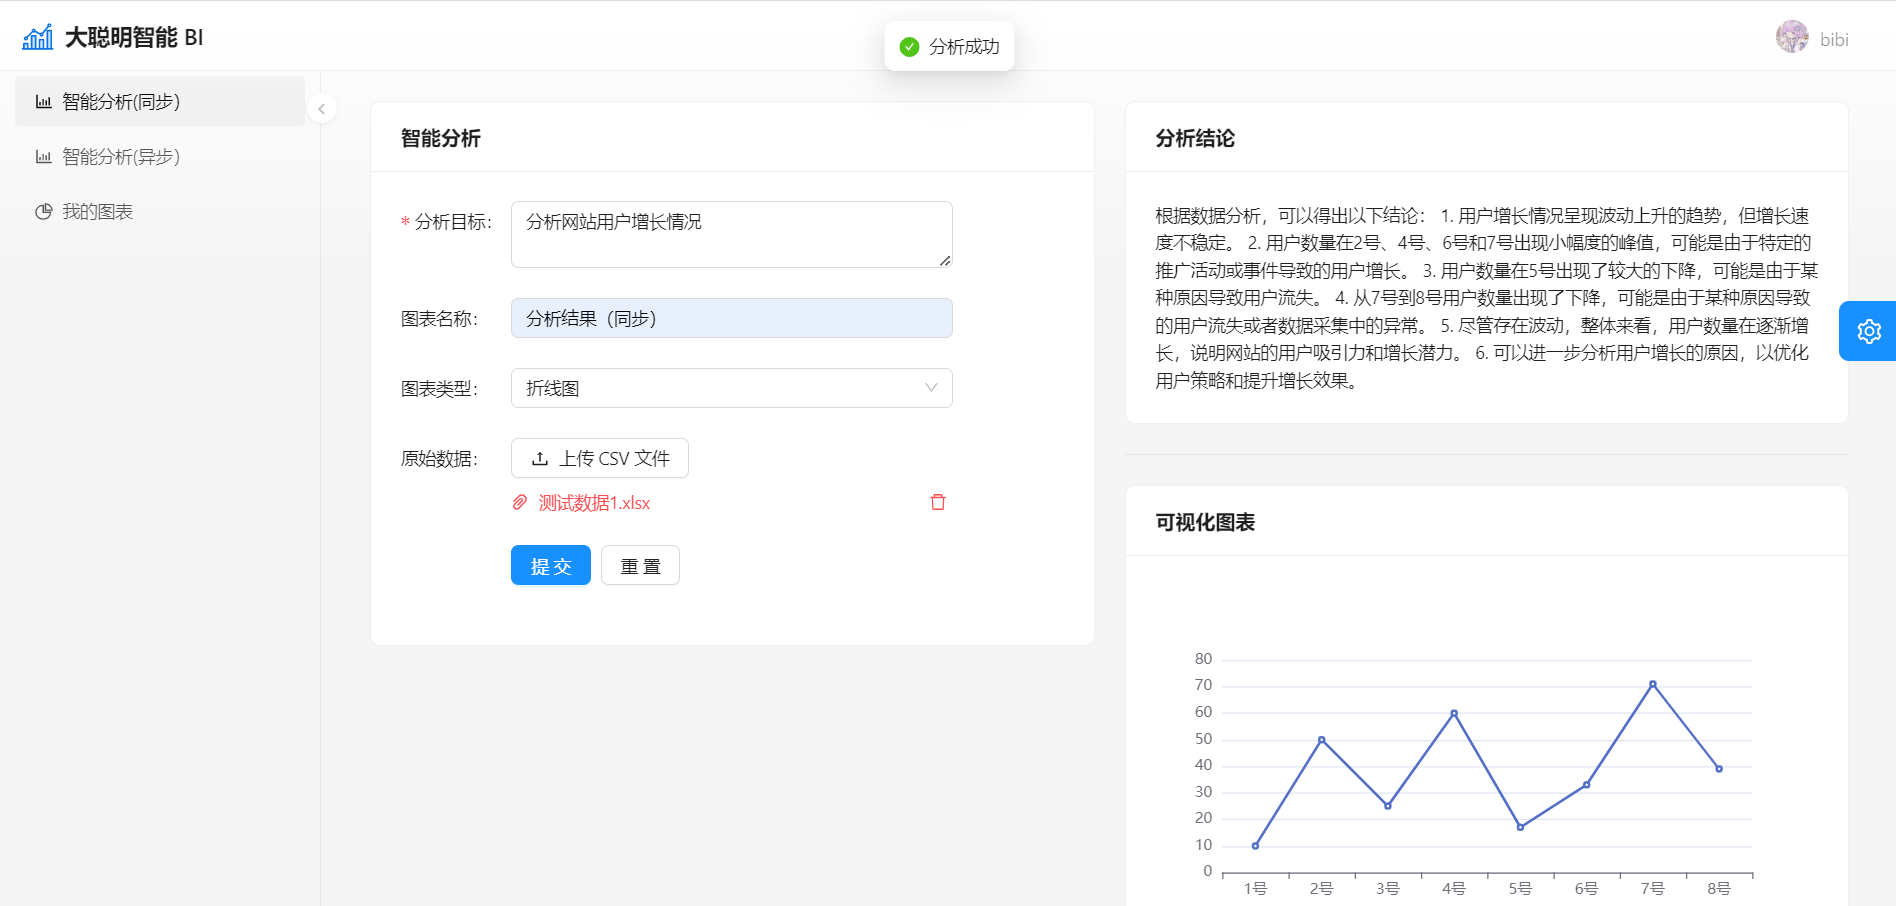 大聪明智能 BI
分析成功
bibi
智能分析(同步)
智能分析(异步)
我的图表
智能分析
* 分析目标：
分析网站用户增长情况
图表名称：
分析结果（同步）
图表类型：
折线图
原始数据：
上传 CSV 文件
测试数据1.xlsx
提 交
重 置
分析结论
根据数据分析，可以得出以下结论： 1. 用户增长情况呈现波动上升的趋势，但增长速
度不稳定。 2. 用户数量在2号、4号、6号和7号出现小幅度的峰值，可能是由于特定的
推广活动或事件导致的用户增长。 3. 用户数量在5号出现了较大的下降，可能是由于某
种原因导致用户流失。 4. 从7号到8号用户数量出现了下降，可能是由于某种原因导致
的用户流失或者数据采集中的异常。 5. 尽管存在波动，整体来看，用户数量在逐渐增
长，说明网站的用户吸引力和增长潜力。 6. 可以进一步分析用户增长的原因，以优化
用户策略和提升增长效果。
可视化图表
80
70
60
50
40
30
20
10
0
1号 2号 3号 4号 5号 6号 7号 8号